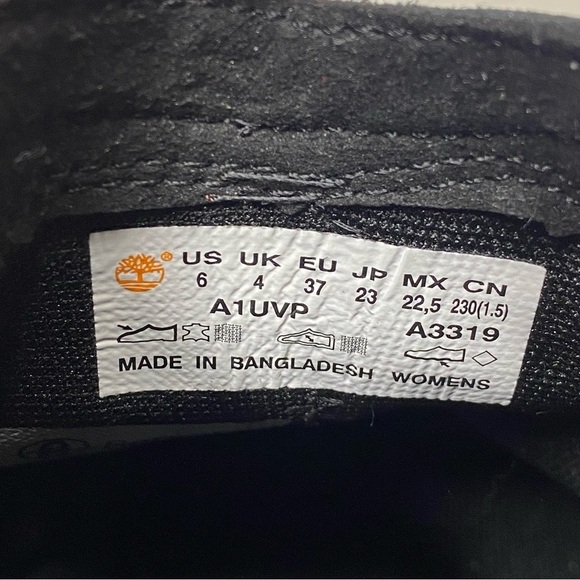 US UK EU JP MX CN
6 4 37 23 22,5 230(1.5)
A1UVP A3319
MADE IN BANGLADESH WOMENS